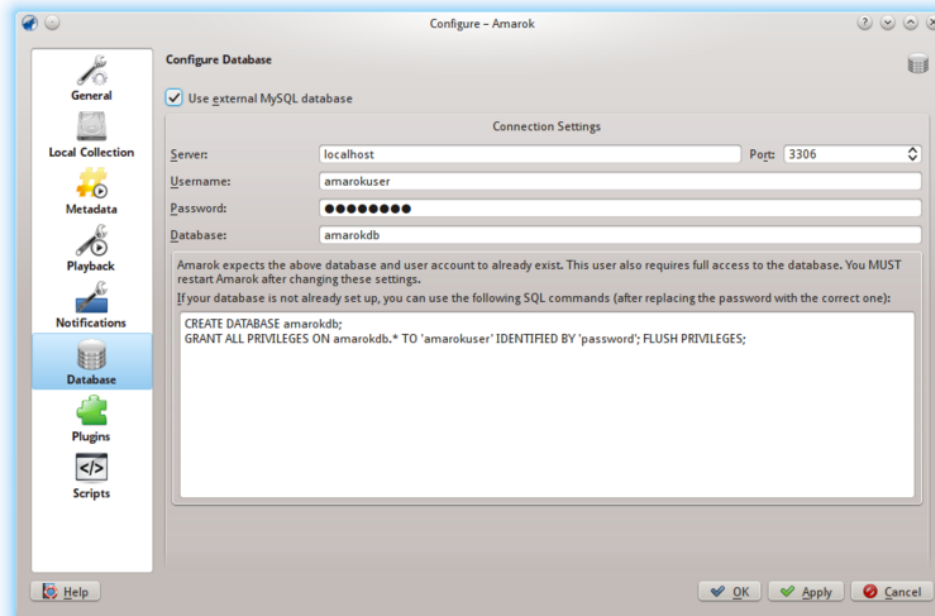 Configure – Amarok
General
Local Collection
Metadata
Playback
Notifications
Database
Plugins
Scripts
Configure Database
Use external MySQL database
Connection Settings
Server: localhost Port: 3306
Username: amarokuser
Password: ●●●●●●●●
Database: amarokdb
Amarok expects the above database and user account to already exist. This user also requires full access to the database. You MUST
restart Amarok after changing these settings.
If your database is not already set up, you can use the following SQL commands (after replacing the password with the correct one):
CREATE DATABASE amarokdb;
GRANT ALL PRIVILEGES ON amarokdb.* TO 'amarokuser' IDENTIFIED BY 'password'; FLUSH PRIVILEGES;
Help
OK Apply Cancel